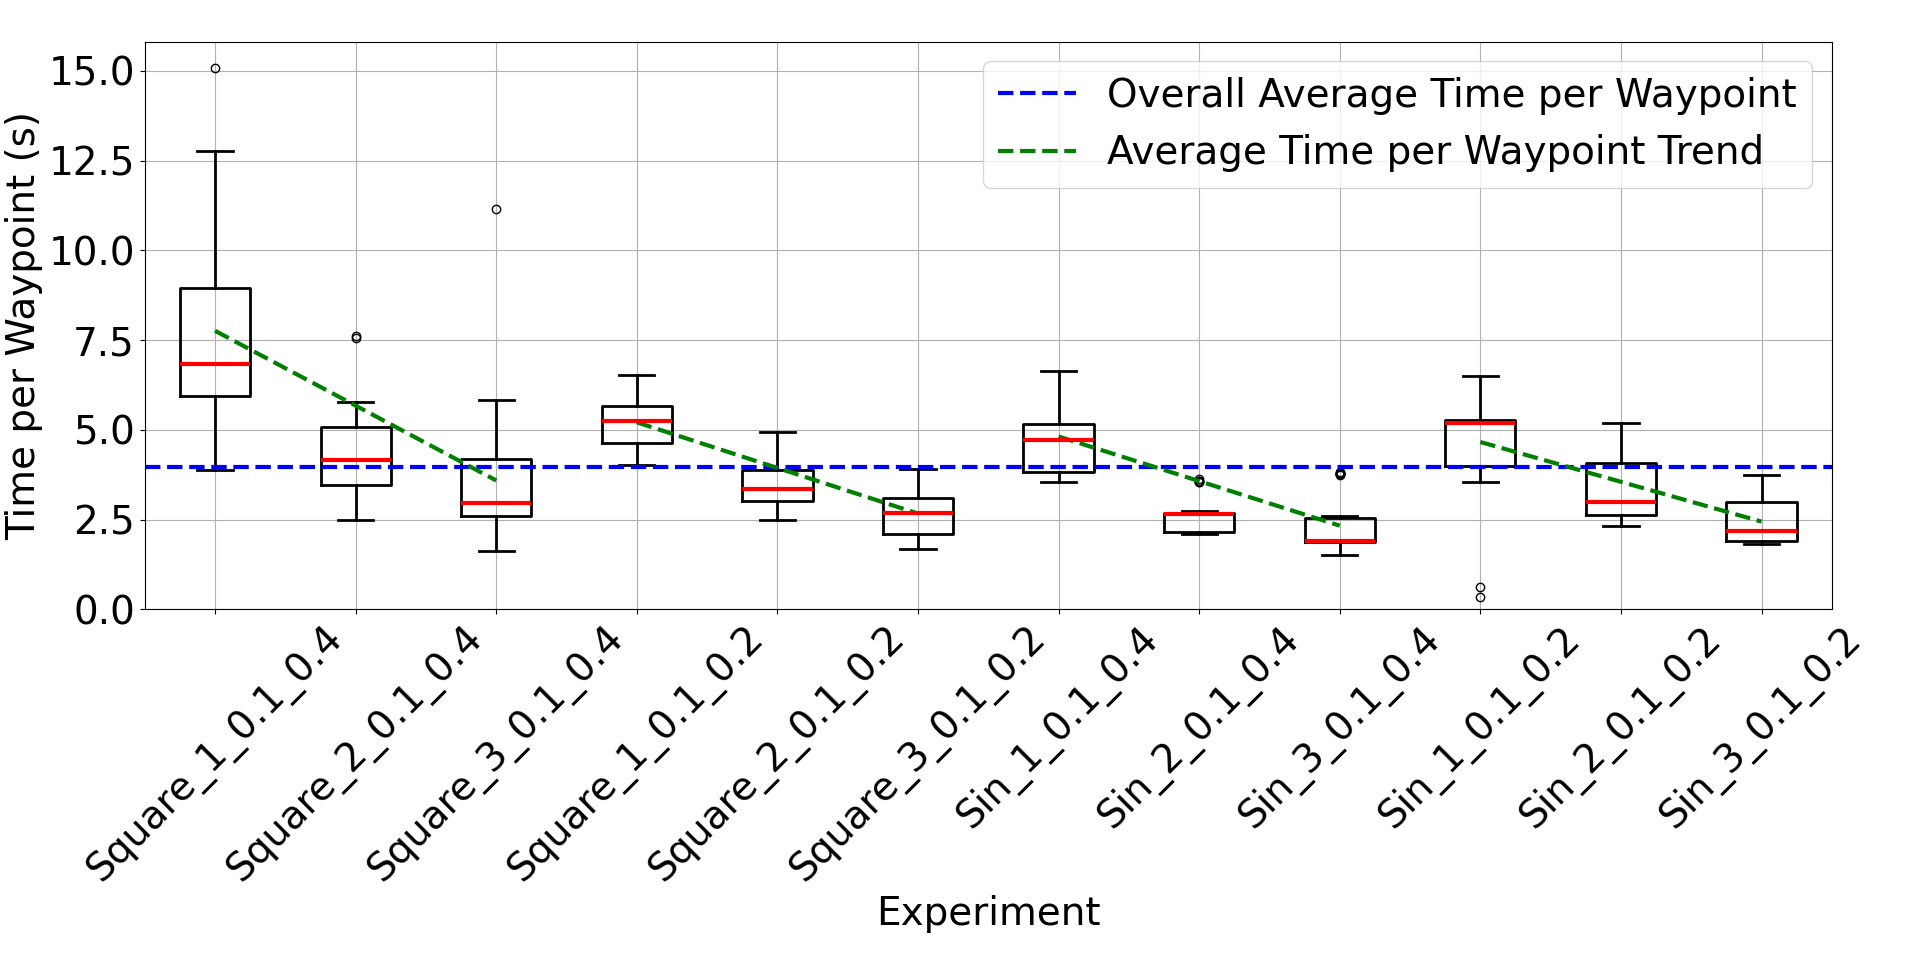 Time per Waypoint (s)
15.0
12.5
10.0
7.5
5.0
2.5
0.0
Overall Average Time per Waypoint
Average Time per Waypoint Trend
Square_1_0.1_0.4
Square_2_0.1_0.4
Square_3_0.1_0.4
Square_1_0.1_0.2
Square_2_0.1_0.2
Square_3_0.1_0.2
Sin_1_0.1_0.4
Sin_2_0.1_0.4
Sin_3_0.1_0.4
Sin_1_0.1_0.2
Sin_2_0.1_0.2
Sin_3_0.1_0.2
Experiment